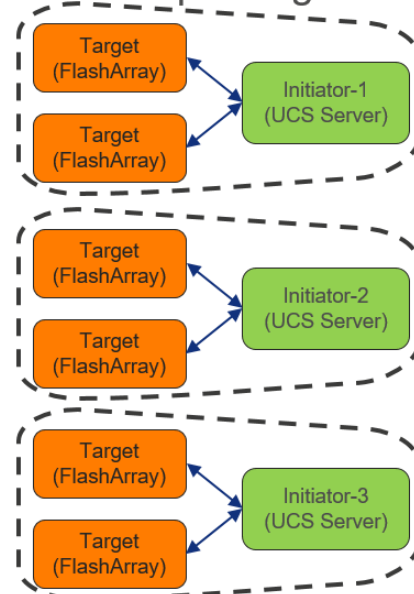 Target
(FlashArray)
Initiator-1
(UCS Server)
Target
(FlashArray)
Target
(FlashArray)
Initiator-2
(UCS Server)
Target
(FlashArray)
Target
(FlashArray)
Initiator-3
(UCS Server)
Target
(FlashArray)